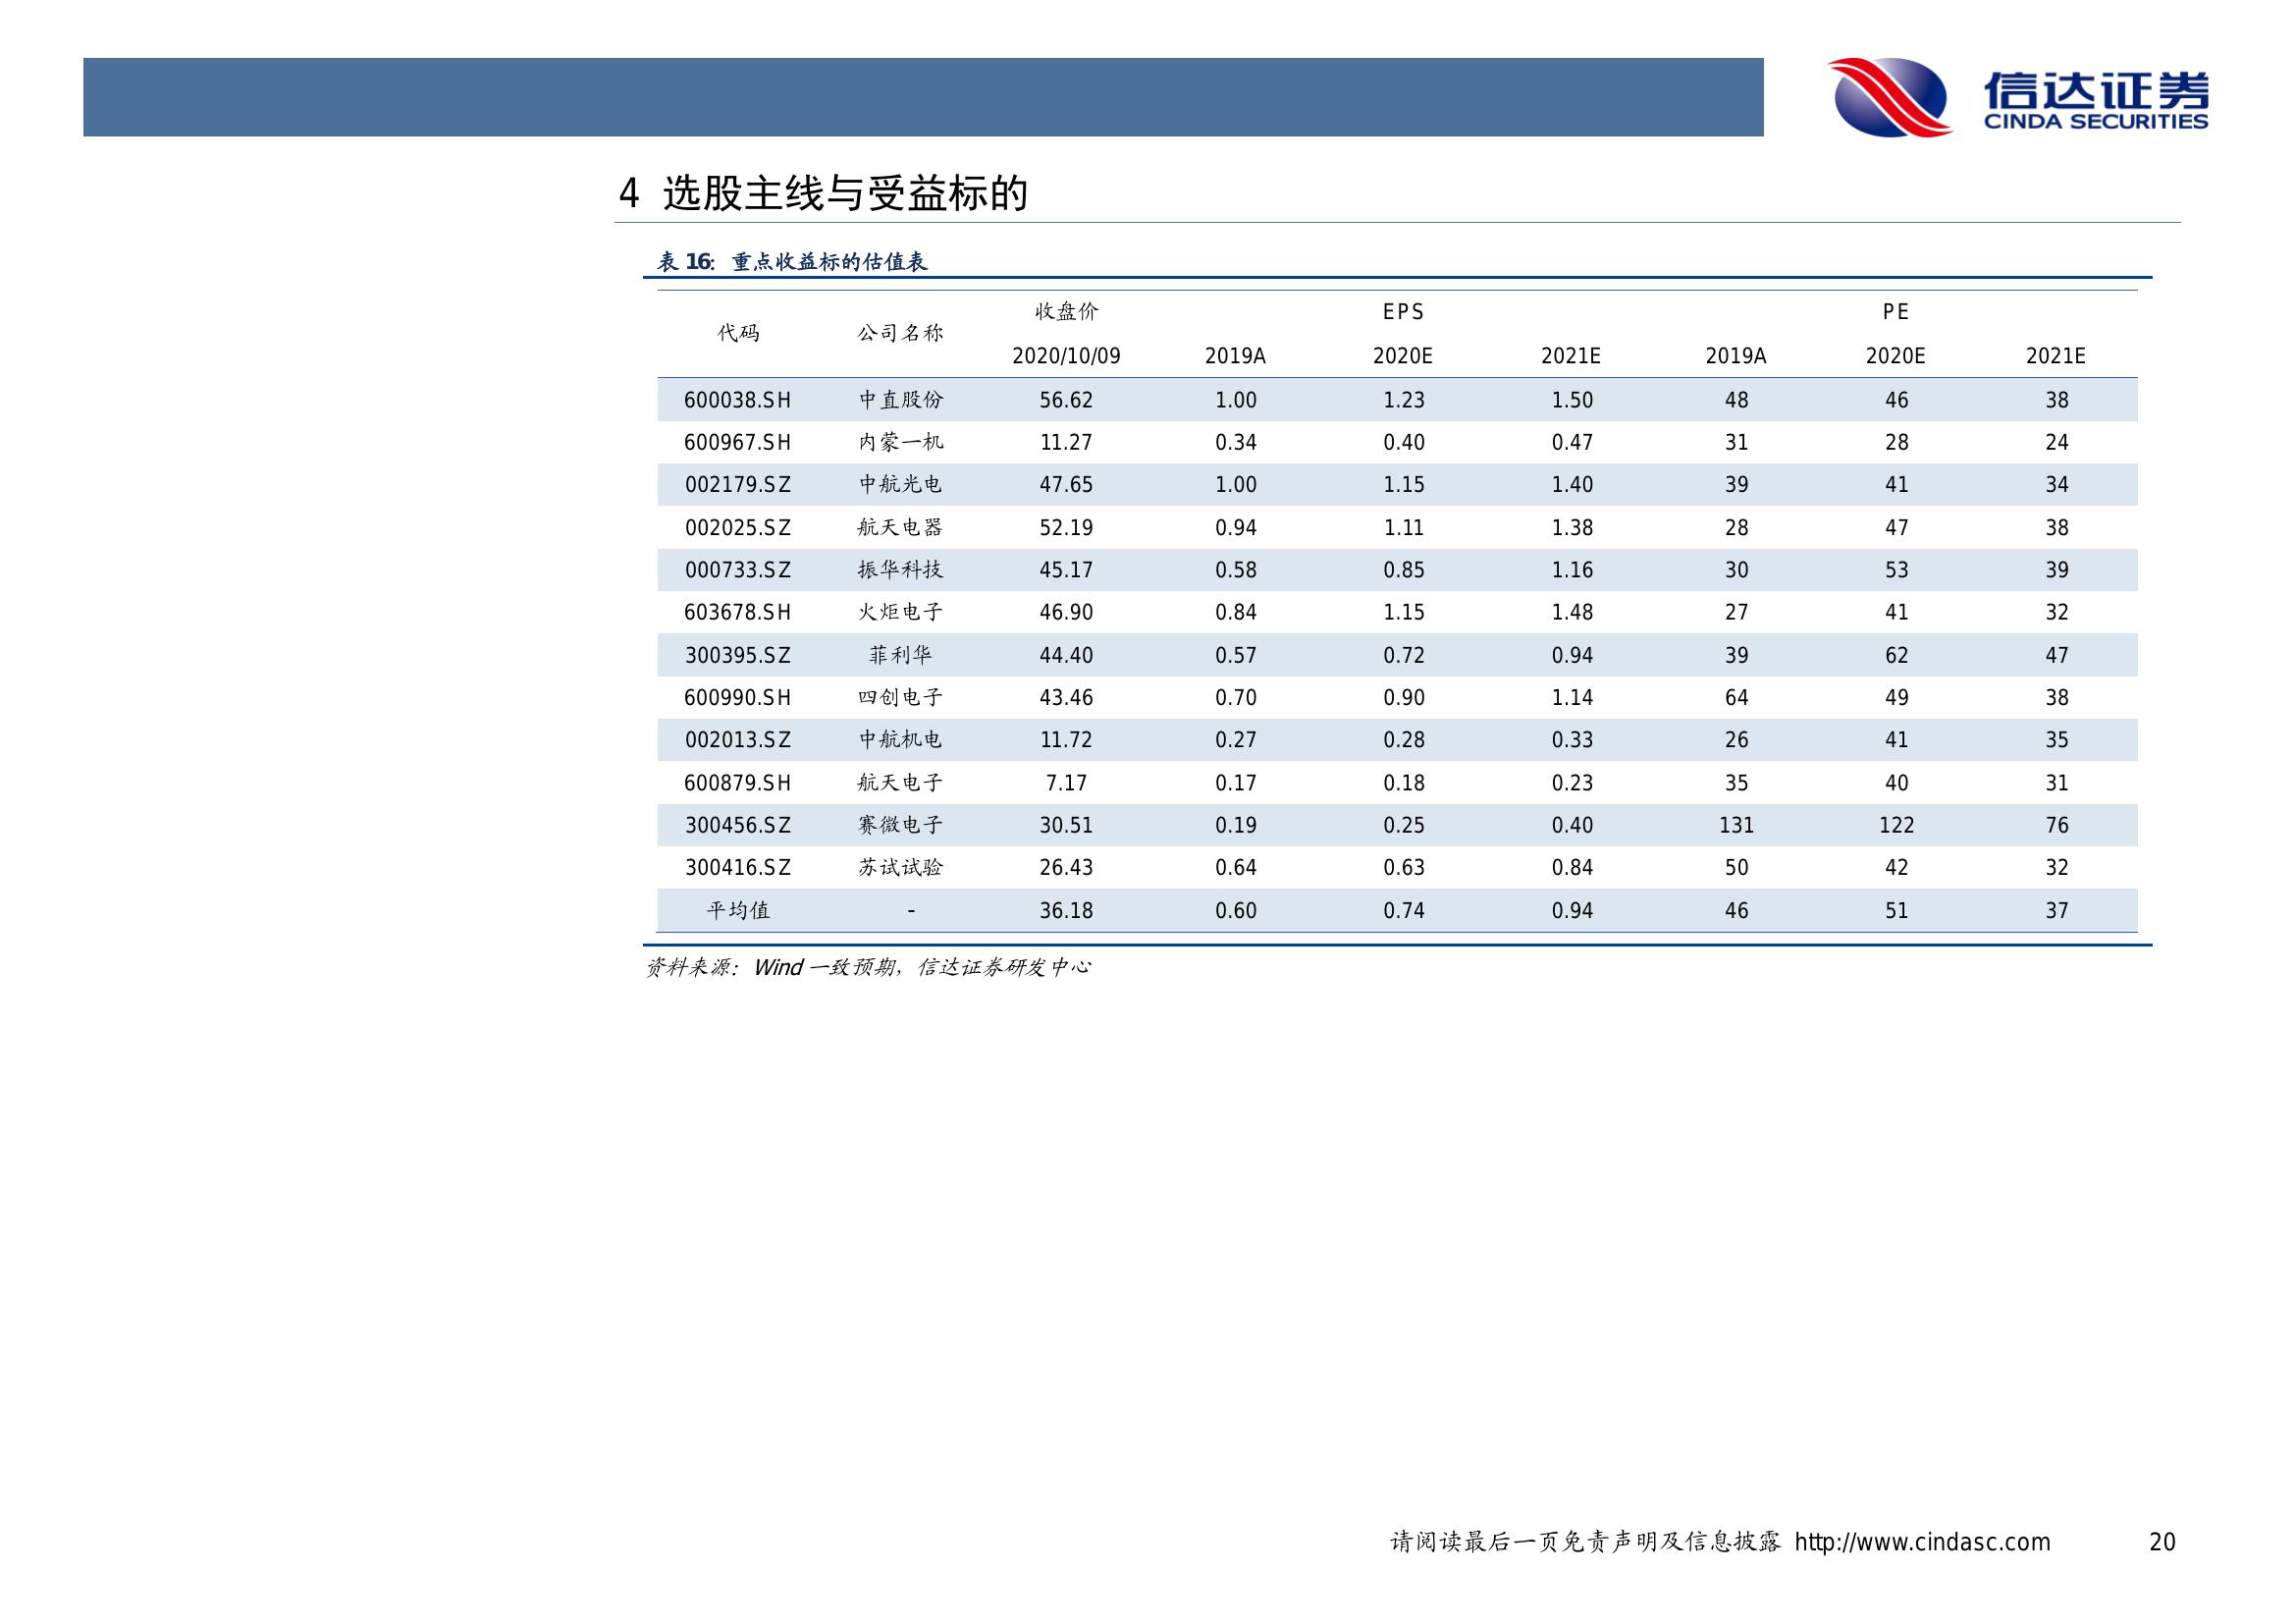 信达证券
CINDA SECURITIES
4 选股主线与受益标的
表 16: 重点收益标的估值表
代码 公司名称 收盘价 EPS PE
2020/10/09 2019A 2020E 2021E 2019A 2020E 2021E
600038.SH 中直股份 56.62 1.00 1.23 1.50 48 46 38
600967.SH 内蒙一机 11.27 0.34 0.40 0.47 31 28 24
002179.SZ 中航光电 47.65 1.00 1.15 1.40 39 41 34
002025.SZ 航天电器 52.19 0.94 1.11 1.38 28 47 38
000733.SZ 振华科技 45.17 0.58 0.85 1.16 30 53 39
603678.SH 火炬电子 46.90 0.84 1.15 1.48 27 41 32
300395.SZ 菲利华 44.40 0.57 0.72 0.94 39 62 47
600990.SH 四创电子 43.46 0.70 0.90 1.14 64 49 38
002013.SZ 中航机电 11.72 0.27 0.28 0.33 26 41 35
600879.SH 航天电子 7.17 0.17 0.18 0.23 35 40 31
300456.SZ 赛微电子 30.51 0.19 0.25 0.40 131 122 76
300416.SZ 苏试试验 26.43 0.64 0.63 0.84 50 42 32
平均值 - 36.18 0.60 0.74 0.94 46 51 37
资料来源：Wind 一致预期，信达证券研发中心
请阅读最后一页免责声明及信息披露 http://www.cindasc.com 20